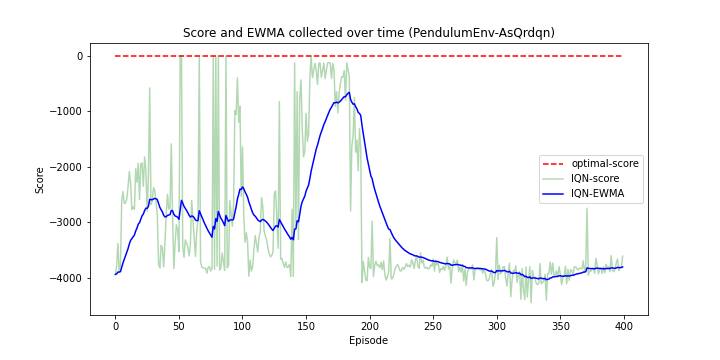 Score and EWMA collected over time (PendulumEnv-AsQrdqn)
0
−1000
−2000
−3000
−4000
Score
optimal-score
IQN-score
IQN-EWMA
0 50 100 150 200 250 300 350 400
Episode